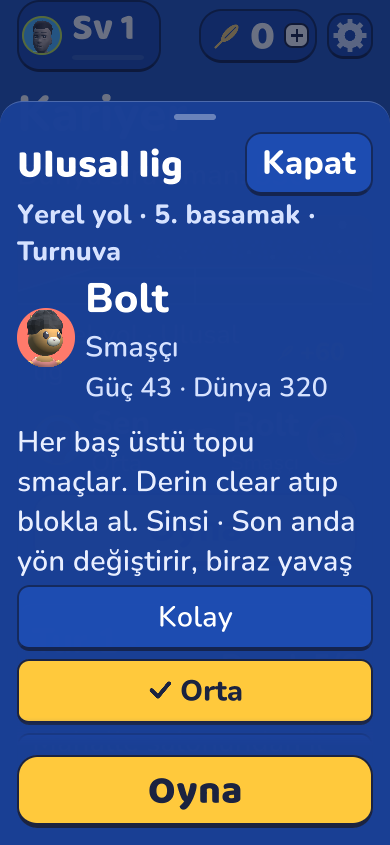 Sv 1
0
Kariyer
Ulusal lig
Kapat
Yerel yol · 5. basamak ·
Turnuva
Bolt
Smaşçı
Güç 43 · Dünya 320
Her baş üstü topu
smaçlar. Derin clear atıp
blokla al. Sinsi · Son anda
yön değiştirir, biraz yavaş
Kolay
Orta
Oyna